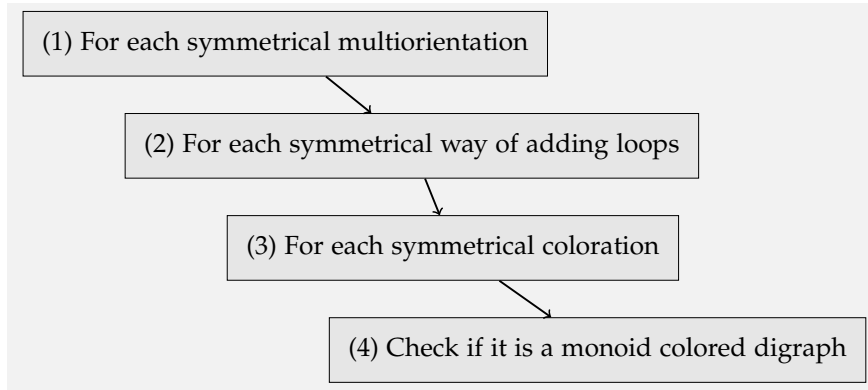 (1) For each symmetrical multiorientation
(2) For each symmetrical way of adding loops
(3) For each symmetrical coloration
(4) Check if it is a monoid colored digraph